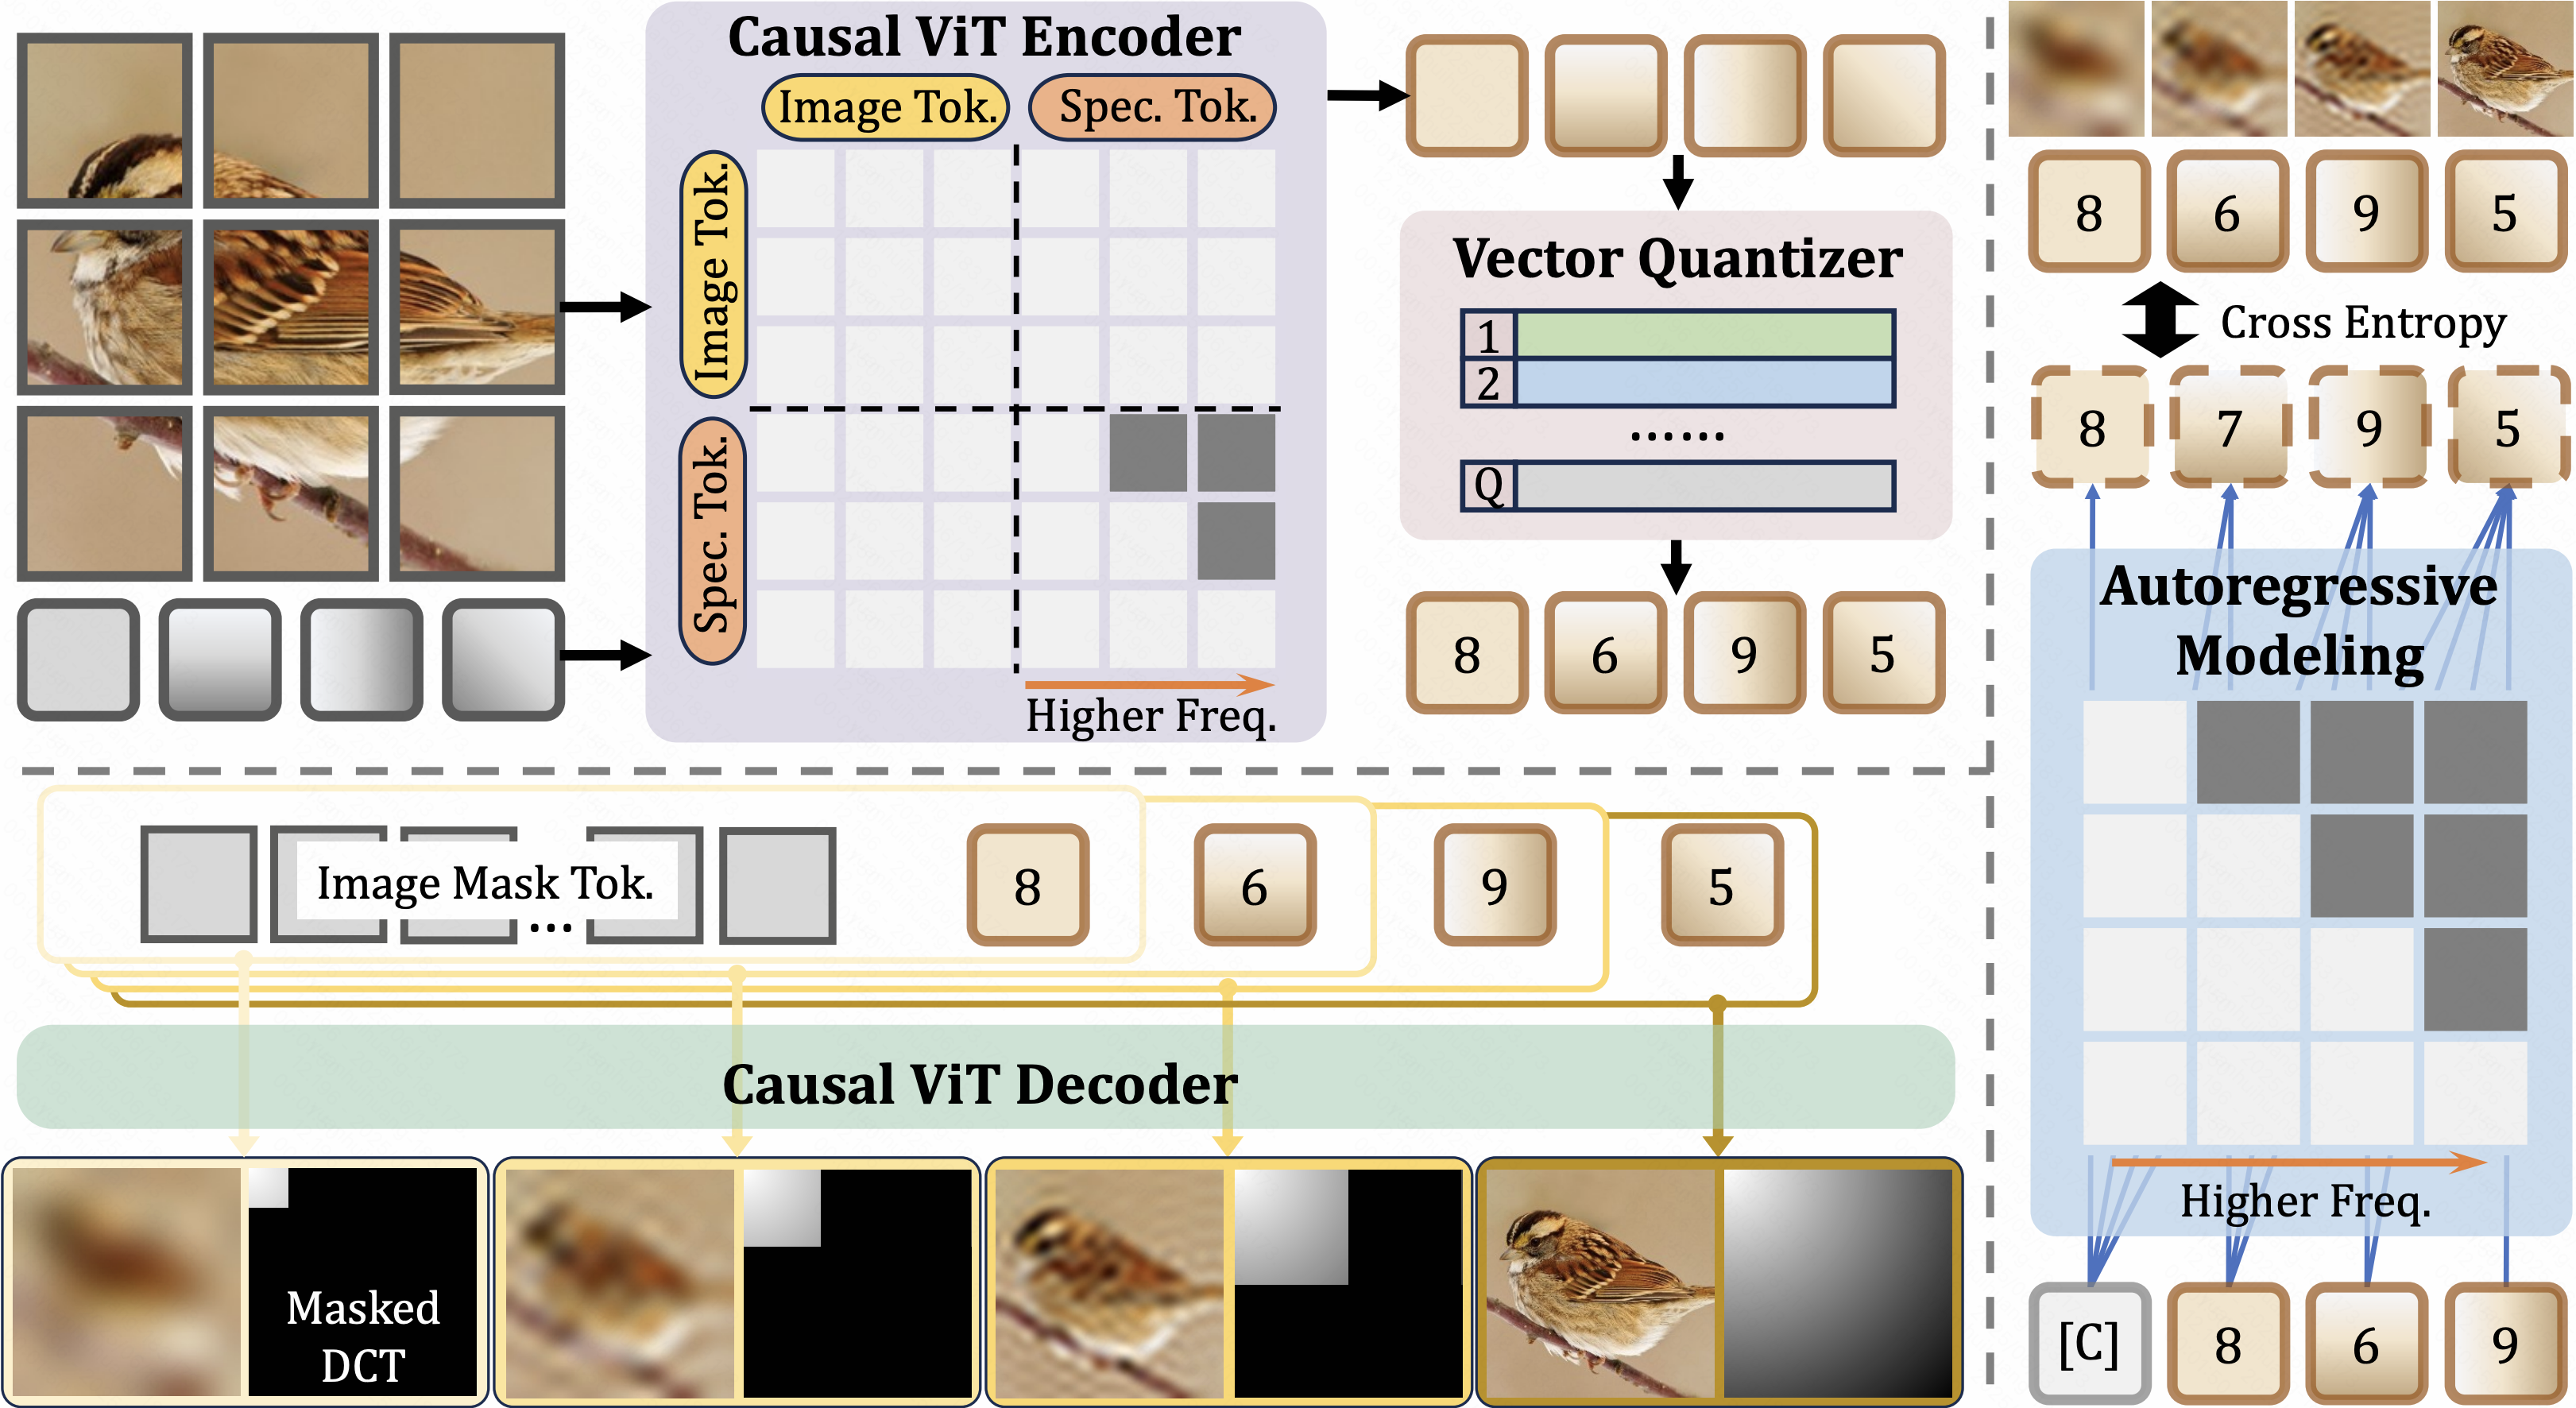 Causal ViT Encoder
Image Tok.
Spec. Tok.
Image Tok.
Spec. Tok.
Higher Freq.
Vector Quantizer
1
2
......
Q
8 6 9 5
Image Mask Tok.
...
8 6 9 5
Causal ViT Decoder
Masked
DCT
8 6 9 5
Cross Entropy
8 7 9 5
Autoregressive
Modeling
Higher Freq.
[C] 8 6 9